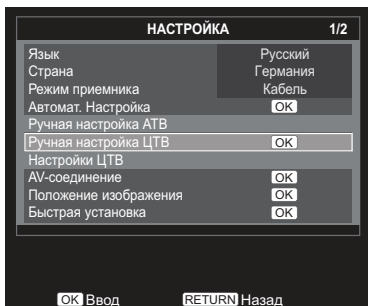 НАСТРОЙКА 1/2
Язык Русский
Страна Германия
Режим приемника Кабель
Автомат. Настройка OK
Ручная настройка АТВ
Ручная настройка ЦТВ OK
Настройки ЦТВ
AV-соединение OK
Положение изображения OK
Быстрая установка OK
OK Ввод RETURN Назад